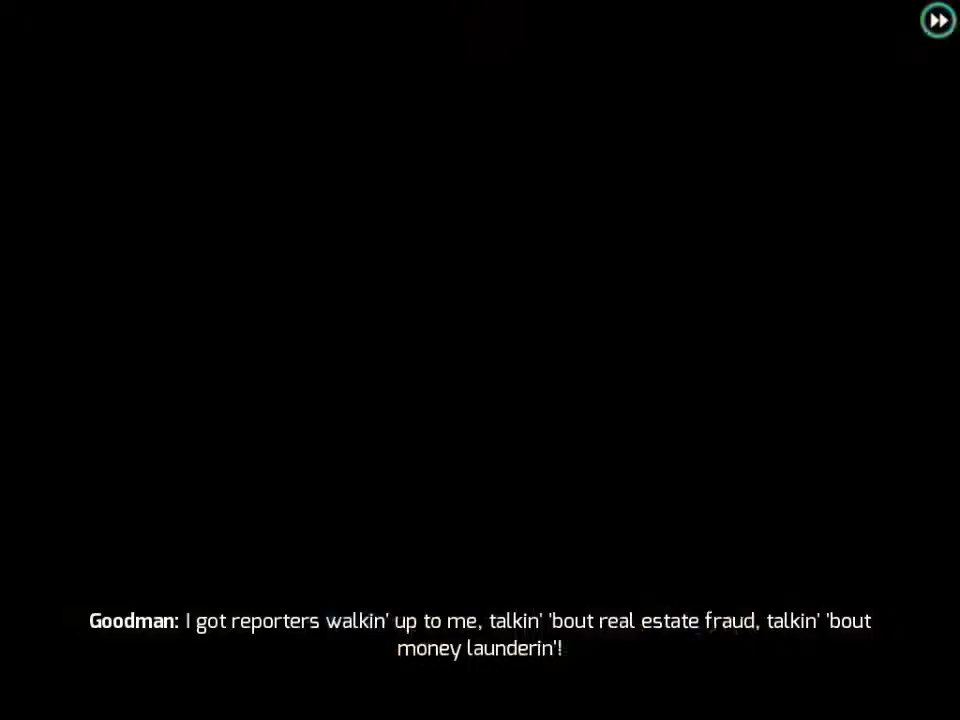 Goodman: I got reporters walkin' up to me, talkin' 'bout real estate fraud, talkin' 'bout
money launderin'!